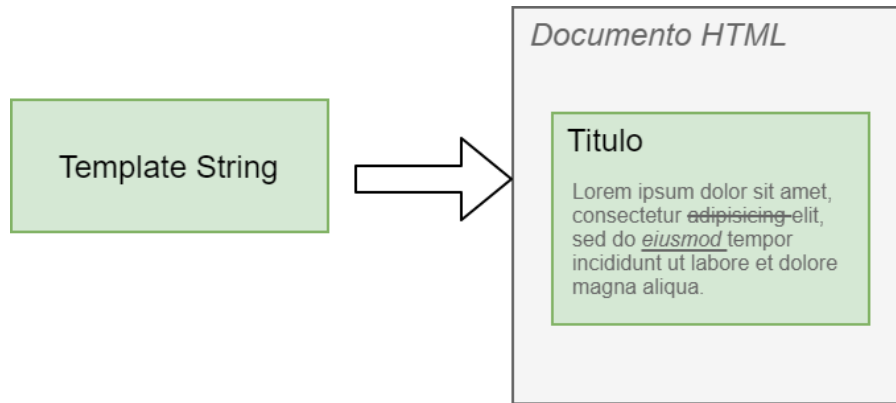 Template String
Documento HTML
Titulo
Lorem ipsum dolor sit amet,
consectetur adipisicing elit,
sed do eiusmod tempor
incididunt ut labore et dolore
magna aliqua.